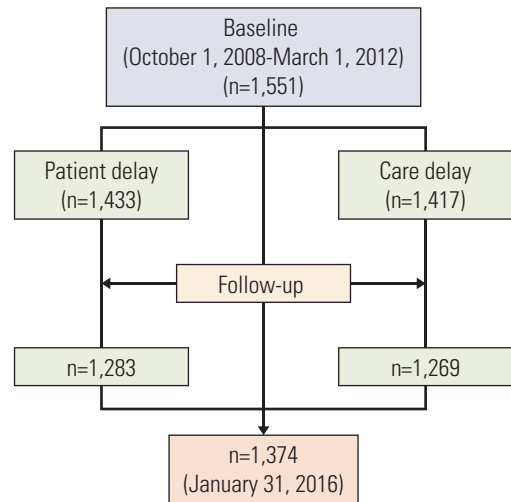 Baseline
(October 1, 2008-March 1, 2012)
(n=1,551)
Patient delay
(n=1,433)
Care delay
(n=1,417)
Follow-up
n=1,283
n=1,269
n=1,374
(January 31, 2016)